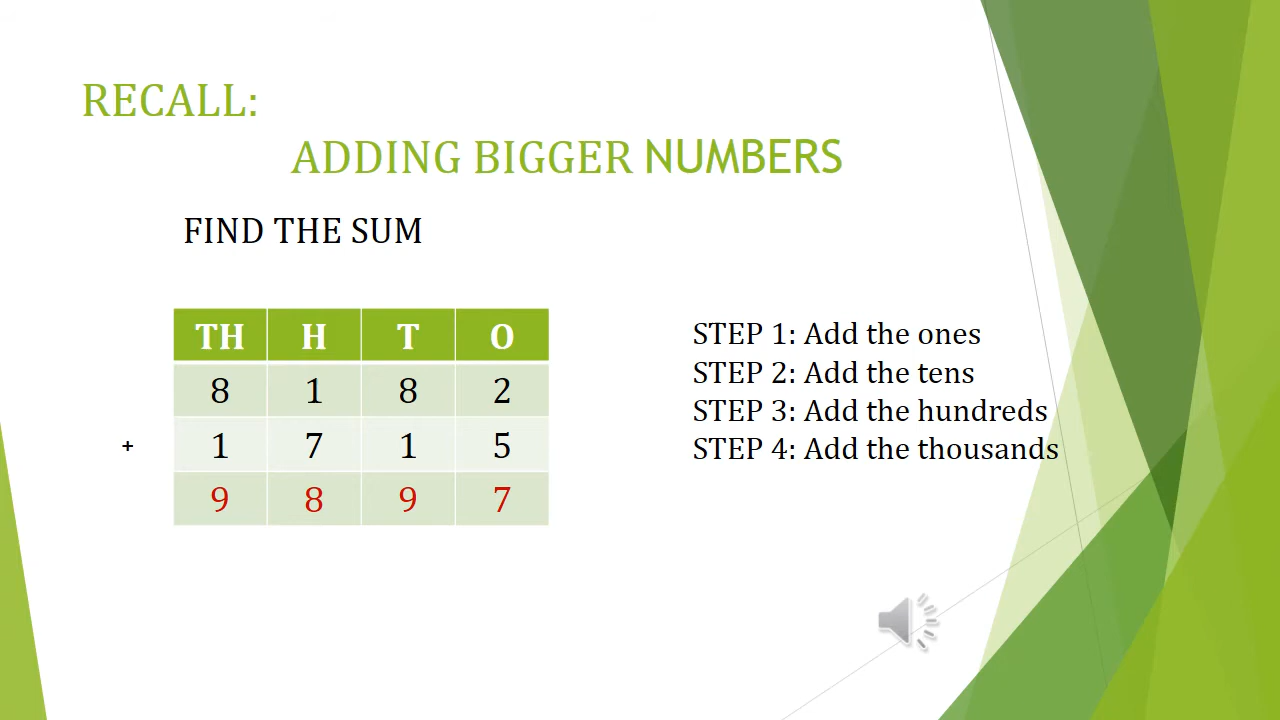 RECALL:
ADDING BIGGER NUMBERS
FIND THE SUM
TH H T O
8 1 8 2
+ 1 7 1 5
9 8 9 7
STEP 1: Add the ones
STEP 2: Add the tens
STEP 3: Add the hundreds
STEP 4: Add the thousands